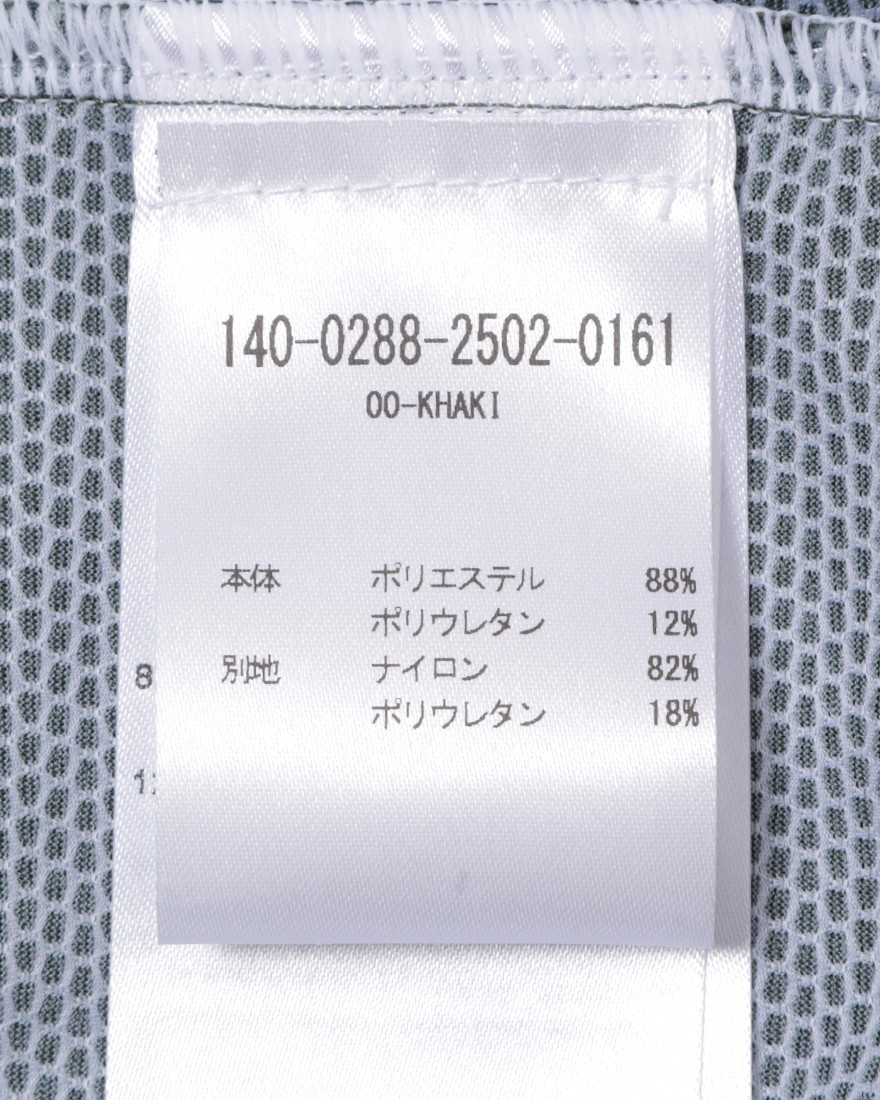 140-0288-2502-0161
00-KHAKI
本体 ポリエステル 88%
ポリウレタン 12%
別地 ナイロン 82%
ポリウレタン 18%
8